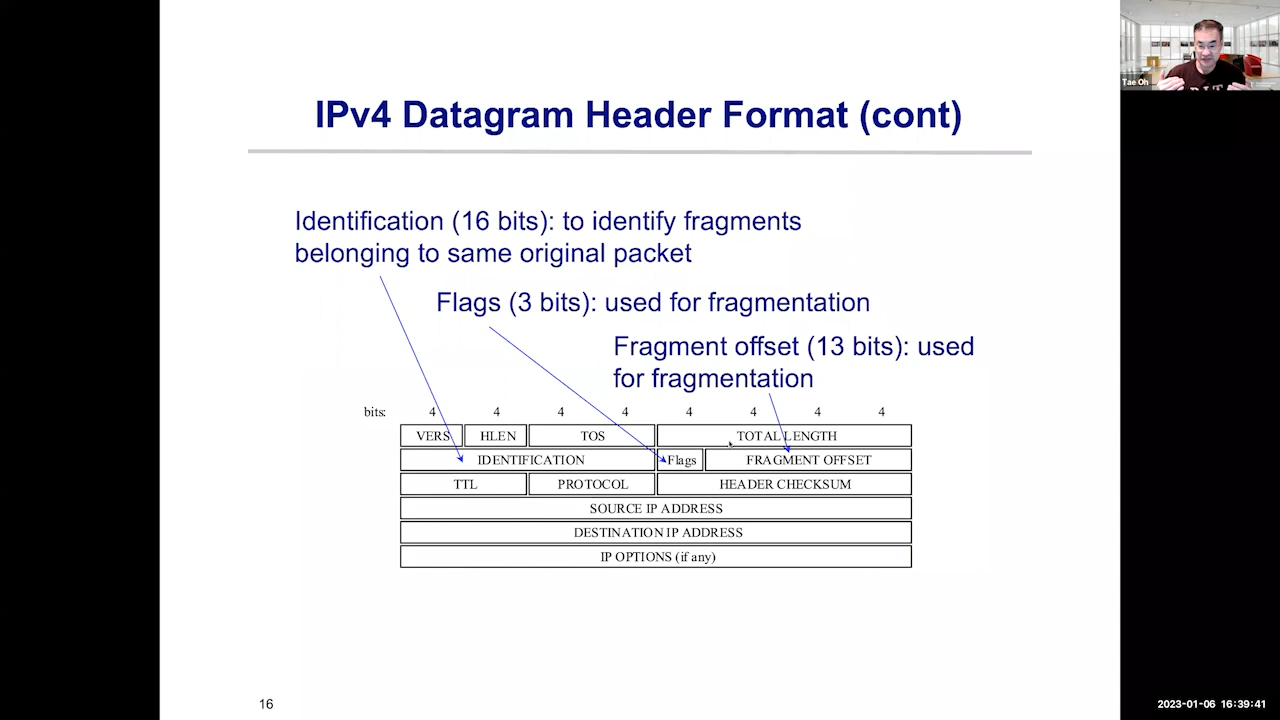 Tae Oh
IPv4 Datagram Header Format (cont)
Identification (16 bits): to identify fragments
belonging to same original packet
Flags (3 bits): used for fragmentation
Fragment offset (13 bits): used
for fragmentation
bits: 4 4 4 4 4 4 4 4
VERS HLEN TOS TOTAL LENGTH
IDENTIFICATION Flags FRAGMENT OFFSET
TTL PROTOCOL HEADER CHECKSUM
SOURCE IP ADDRESS
DESTINATION IP ADDRESS
IP OPTIONS (if any)
16
2023-01-06 16:39:41